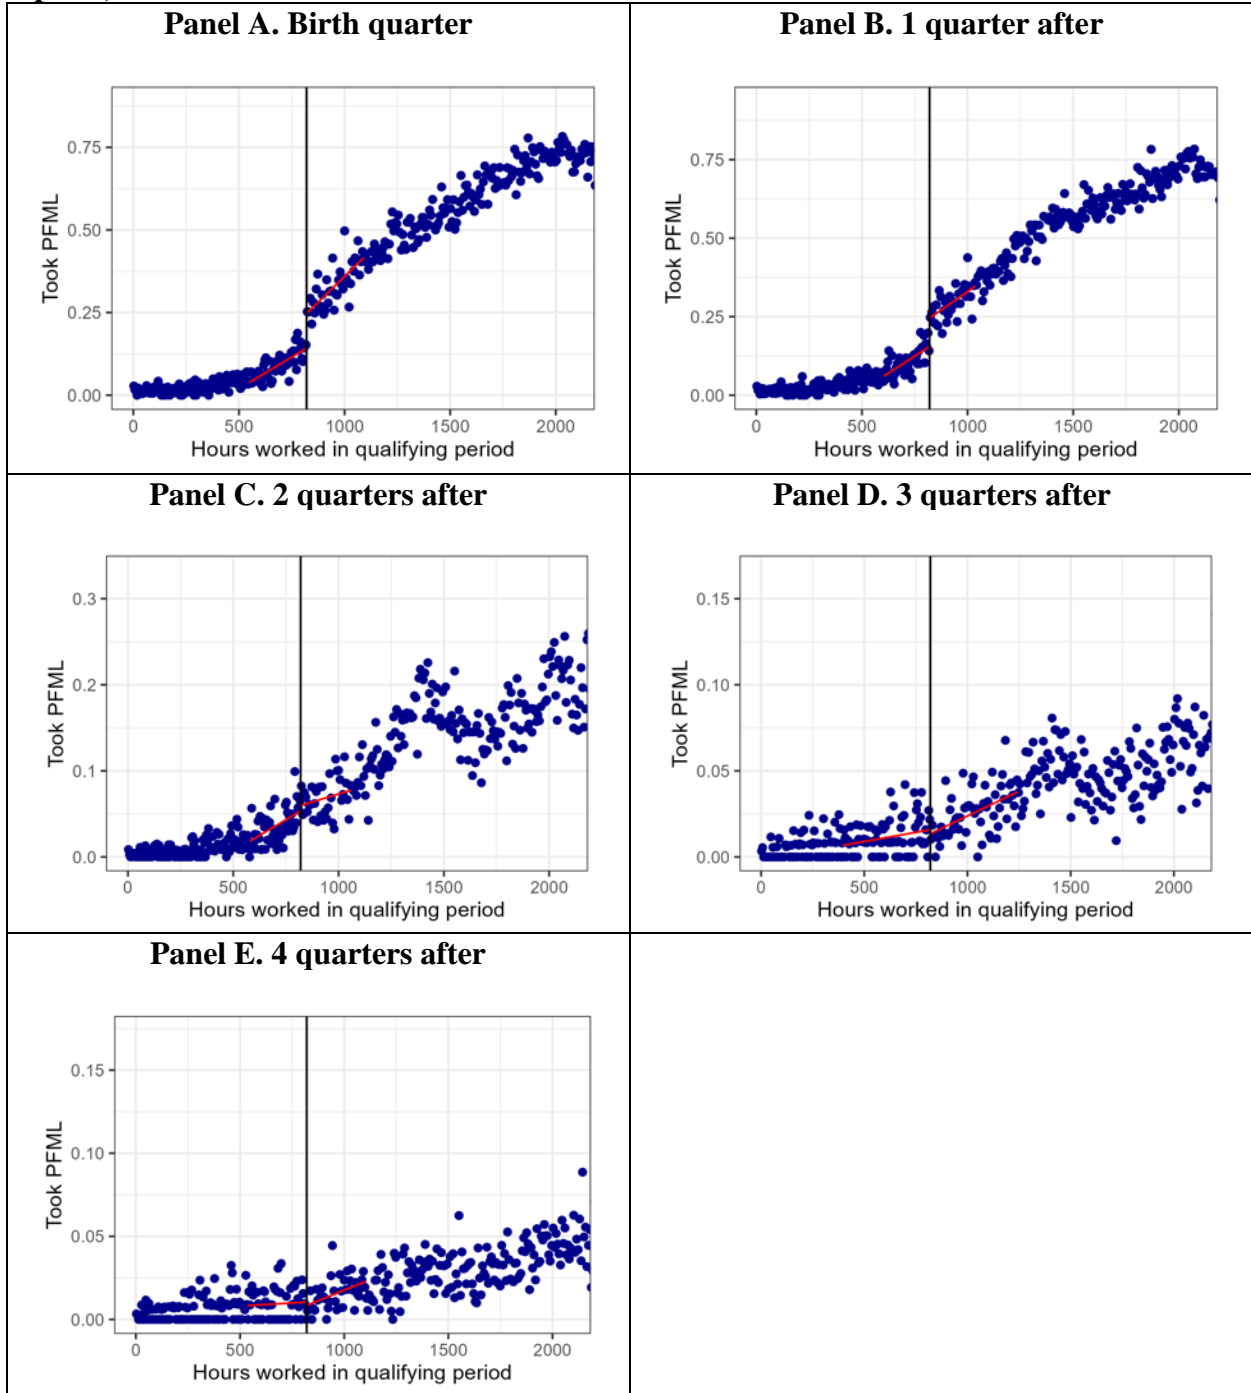 Panel A. Birth quarter
0.75
0.50
0.25
0.00
Took PFML
0 500 1000 1500 2000
Hours worked in qualifying period
Panel B. 1 quarter after
0.75
0.50
0.25
0.00
Took PFML
0 500 1000 1500 2000
Hours worked in qualifying period
Panel C. 2 quarters after
0.3
0.2
0.1
0.0
Took PFML
0 500 1000 1500 2000
Hours worked in qualifying period
Panel D. 3 quarters after
0.15
0.10
0.05
0.00
Took PFML
0 500 1000 1500 2000
Hours worked in qualifying period
Panel E. 4 quarters after
0.15
0.10
0.05
0.00
Took PFML
0 500 1000 1500 2000
Hours worked in qualifying period